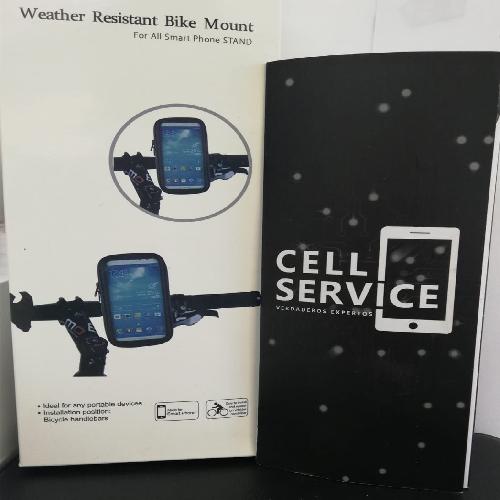 Weather Resistant Bike Mount
For All Smart Phone STAND
• Ideal for any portable devices
• Installation position:
Bicycle handlebars
CELL
SERVICE
VERDADEROS EXPERTOS